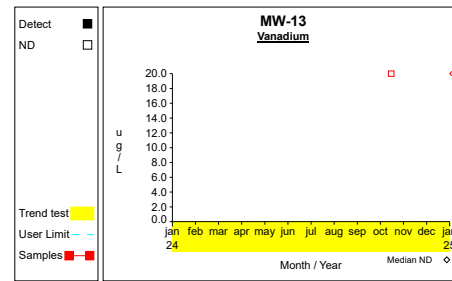 Detect
ND
Trend test
User Limit
Samples
MW-13
Vanadium
ug/L
20.0
18.0
16.0
14.0
12.0
10.0
8.0
6.0
4.0
2.0
0.0
jan feb mar apr may jun jul aug sep oct nov dec jan
24 25
Month / Year
Median ND